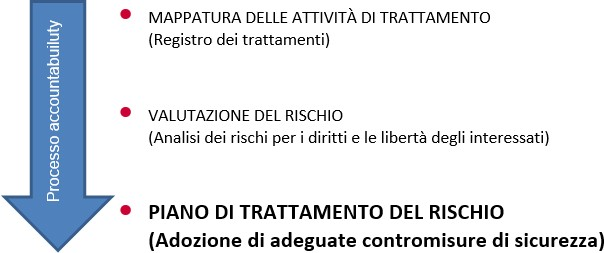 Processo accountabuiluty
MAPPATURA DELLE ATTIVITÀ DI TRATTAMENTO
(Registro dei trattamenti)
VALUTAZIONE DEL RISCHIO
(Analisi dei rischi per i diritti e le libertà degli interessati)
PIANO DI TRATTAMENTO DEL RISCHIO
(Adozione di adeguate contromisure di sicurezza)